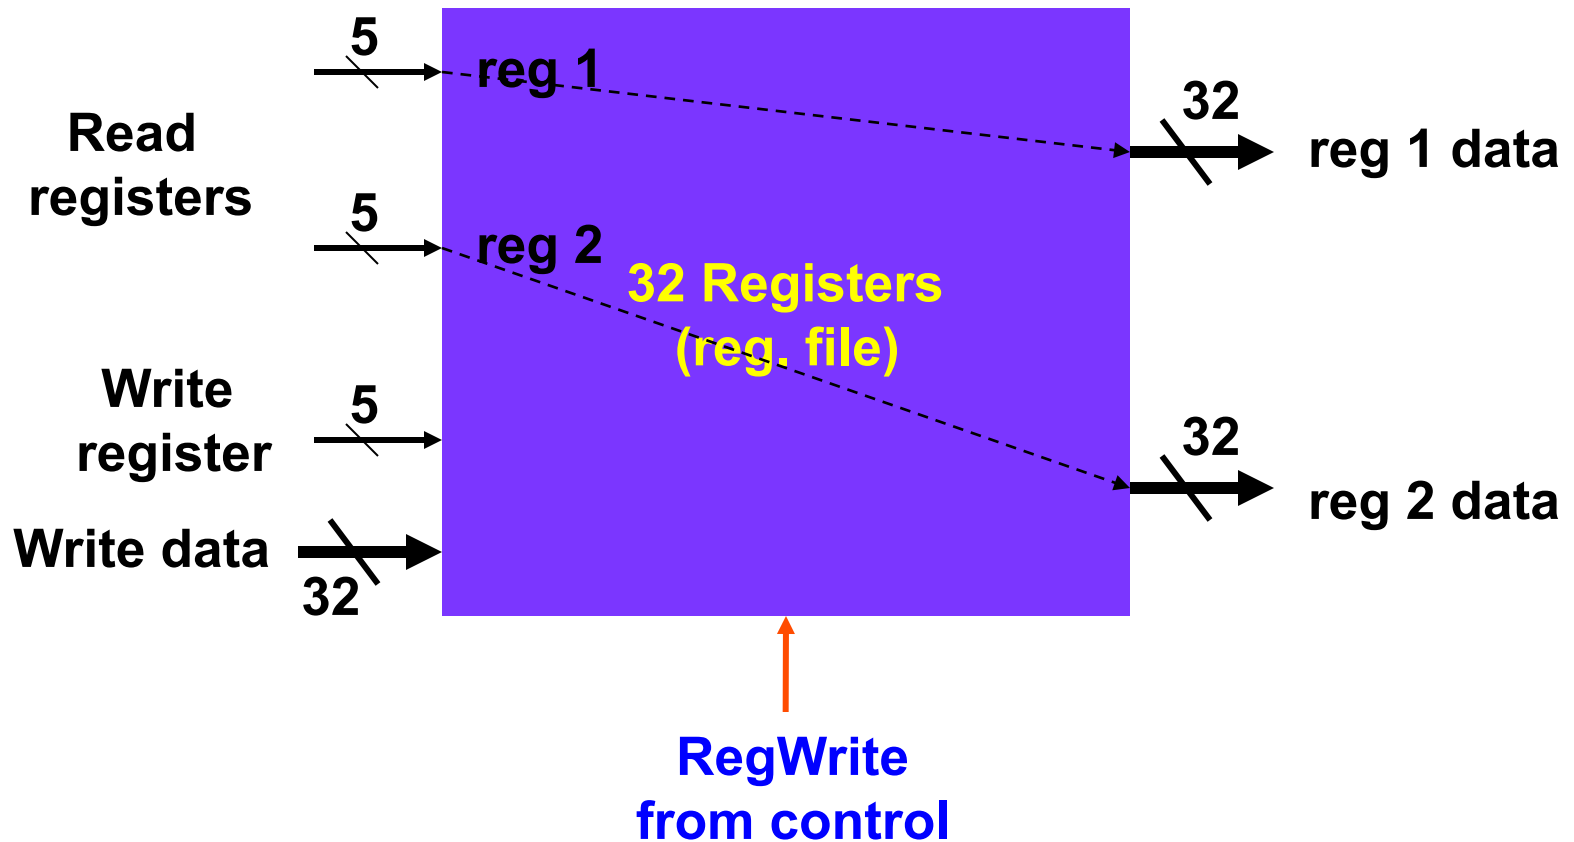 5
reg 1
32
reg 1 data
Read
registers
5
reg 2
32 Registers
(reg. file)
Write
register
5
32
reg 2 data
Write data
32
RegWrite
from control